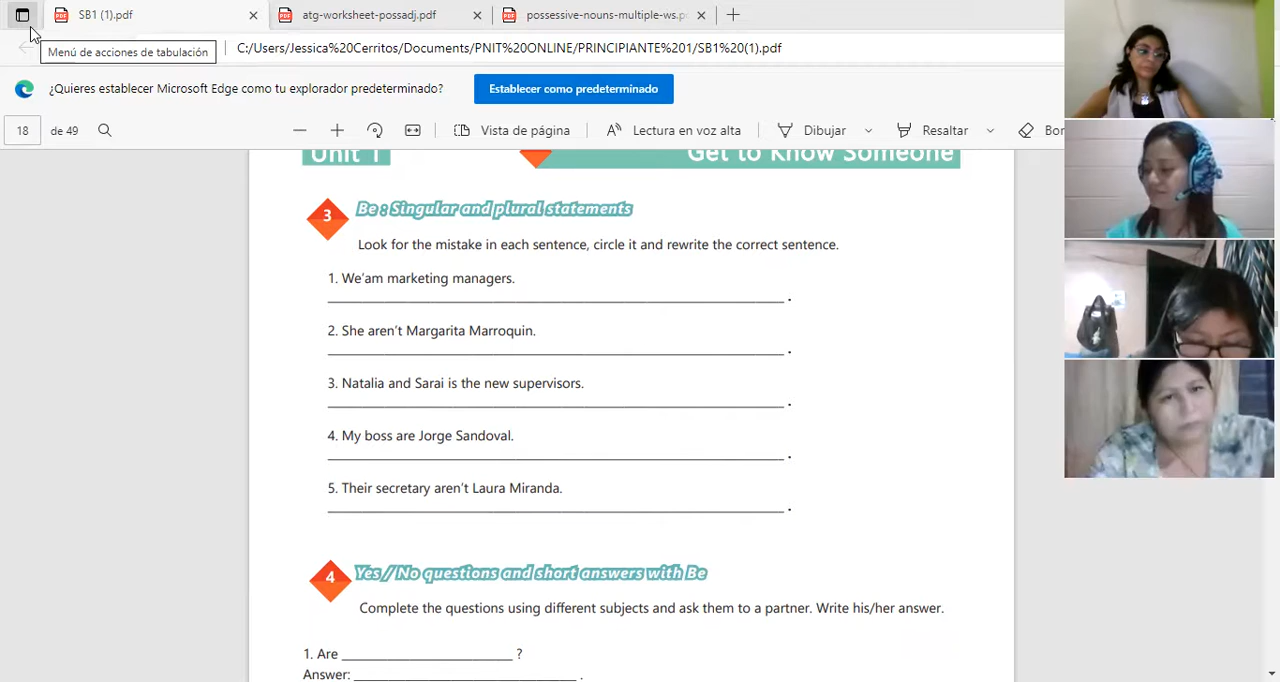 SB1 (1).pdf
atg-worksheet-possadj.pdf
possessive-nouns-multiple-ws.p
Menú de acciones de tabulación
C:/Users/Jessica%20Cerritos/Documents/PNIT%20ONLINE/PRINCIPIANTE%201/SB1%20(1).pdf
¿Quieres establecer Microsoft Edge como tu explorador predeterminado?
Establecer como predeterminado
18 de 49
Vista de página
Lectura en voz alta
Dibujar
Resaltar
Bor
Unit 1
Get to Know Someone
3
Be : Singular and plural statements
Look for the mistake in each sentence, circle it and rewrite the correct sentence.
1. We'am marketing managers.
2. She aren't Margarita Marroquin.
3. Natalia and Sarai is the new supervisors.
4. My boss are Jorge Sandoval.
5. Their secretary aren't Laura Miranda.
4
Yes / No questions and short answers with Be
Complete the questions using different subjects and ask them to a partner. Write his/her answer.
1. Are ____________________ ?
Answer: __________________________ .